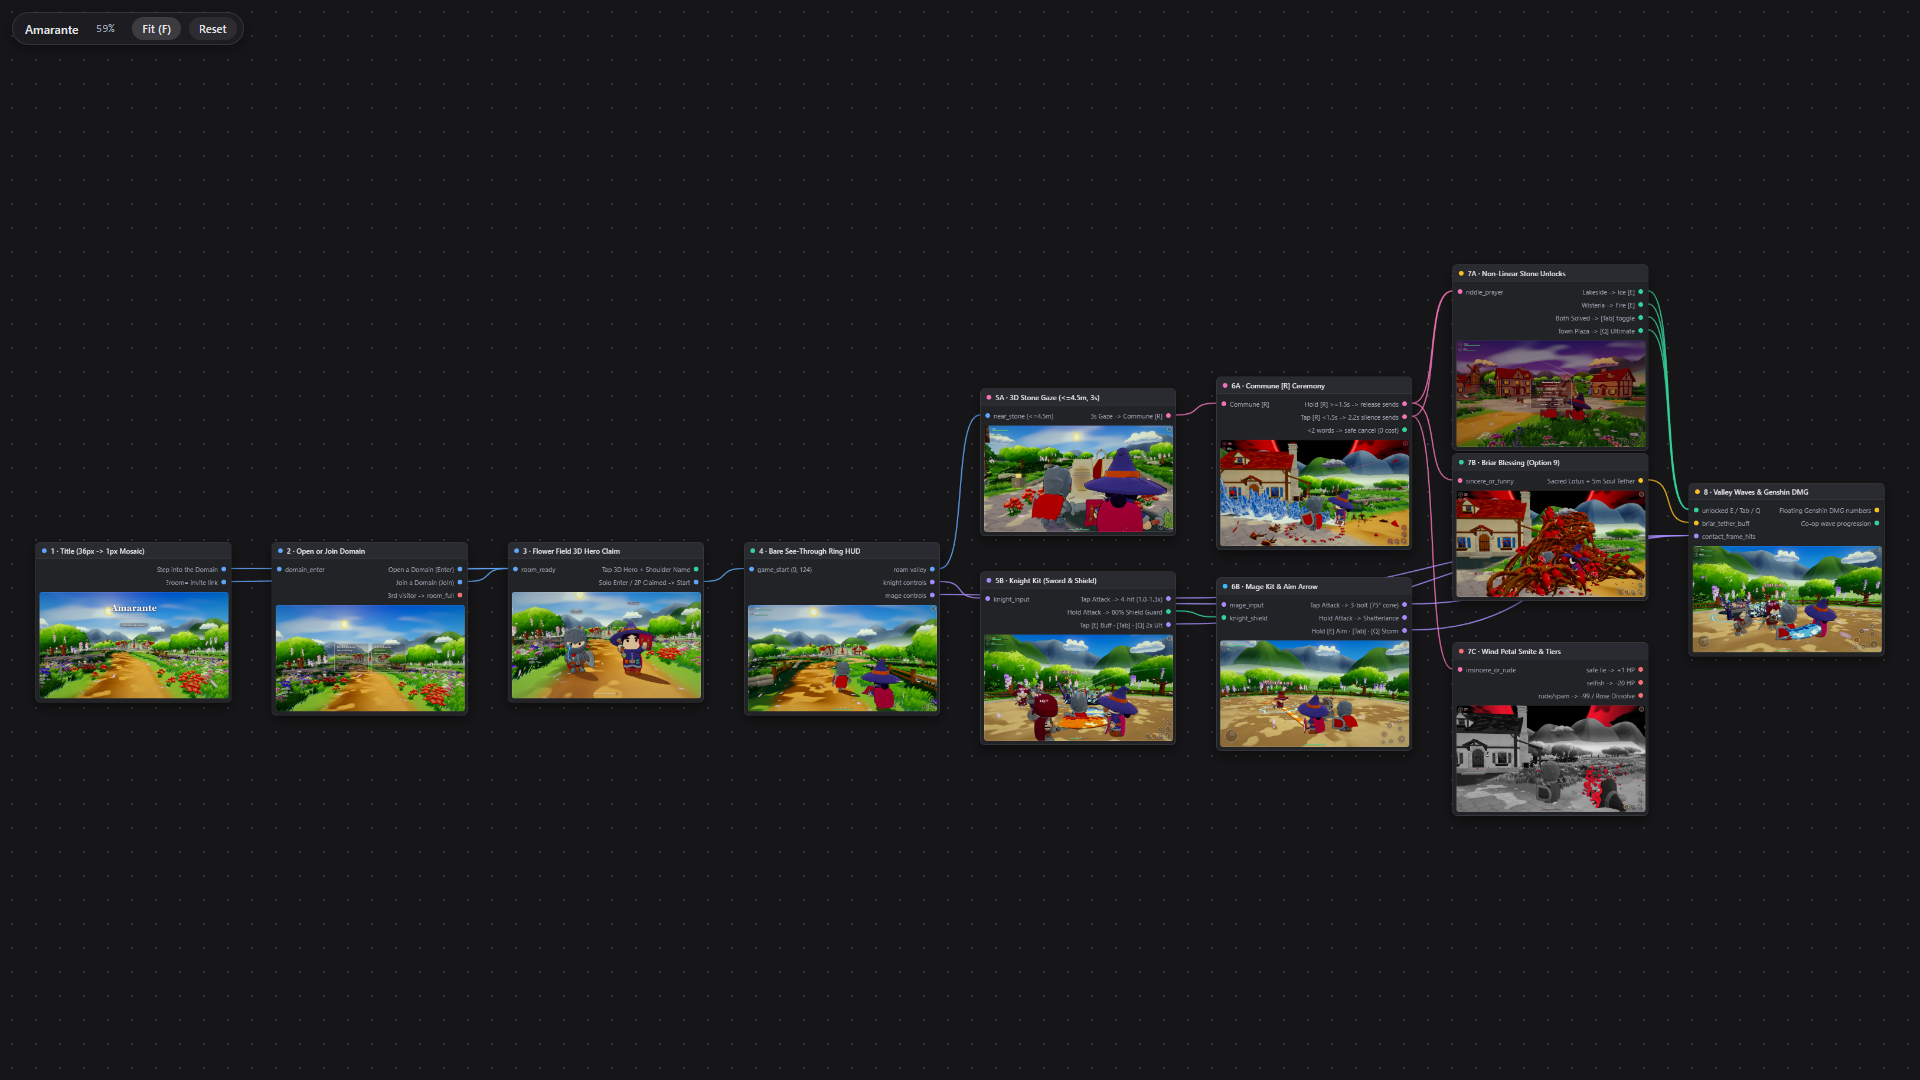 Amarante 59% Fit (F) Reset
1 · Title (36px -> 1px Mosaic)
Step into the Domain
?room= invite link
Amarante
2 · Open or Join Domain
domain_enter
Open a Domain (Enter)
Join a Domain (Join)
3rd visitor -> room_full
3 · Flower Field 3D Hero Claim
room_ready
Tap 3D Hero + Shoulder Name
Solo Enter / 2P Claimed -> Start
4 · Bare See-Through Ring HUD
game_start (0, 124)
roam valley
knight controls
mage controls
5A · 3D Stone Gaze (<=4.5m, 3s)
near_stone (<=4.5m)
3s Gaze -> Commune [R]
5B · Knight Kit (Sword & Shield)
knight_input
Tap Attack -> 4-hit (1.0-1.3x)
Hold Attack -> 80% Shield Guard
Tap [E] Buff · [Tab] · [Q] 2x Ult
6A · Commune [R] Ceremony
Commune [R]
Hold [R] >=1.5s -> release sends
Tap [R] <1.5s -> 2.2s silence sends
<2 words -> safe cancel (0 cost)
6B · Mage Kit & Aim Arrow
mage_input
knight_shield
Tap Attack -> 3-bolt (75° cone)
Hold Attack -> Shatterlance
Hold [E] Aim · [Tab] · [Q] Storm
7A · Non-Linear Stone Unlocks
riddle_prayer
Lakeside -> Ice [E]
Wisteria -> Fire [E]
Both Solved -> [Tab] toggle
Town Plaza -> [Q] Ultimate
7B · Briar Blessing (Option 9)
sincere_or_funny
Sacred Lotus + 5m Soul Tether
7C · Wind Petal Smite & Tiers
insincere_or_rude
safe lie -> +1 HP
selfish -> -20 HP
rude/spam -> -99 / Rose Dissolve
8 · Valley Waves & Genshin DMG
unlocked E / Tab / Q
briar_tether_buff
contact_frame_hits
Floating Genshin DMG numbers
Co-op wave progression